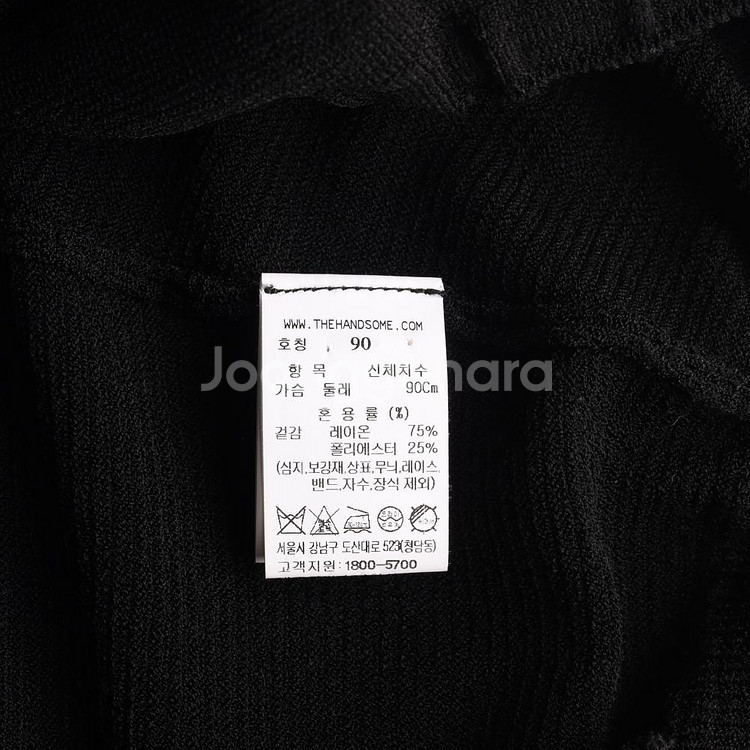 WWW.THEHANDSOME.COM
호칭 90
항 목 신체치수
가슴 둘레 90Cm
혼 용 률 (%)
겉감 레이온 75%
폴리에스터 25%
(심지,보강재,상표,무늬,레이스,
밴드,자수,장식 제외)
서울시 강남구 도산대로 523(청담동)
고객지원: 1800-5700